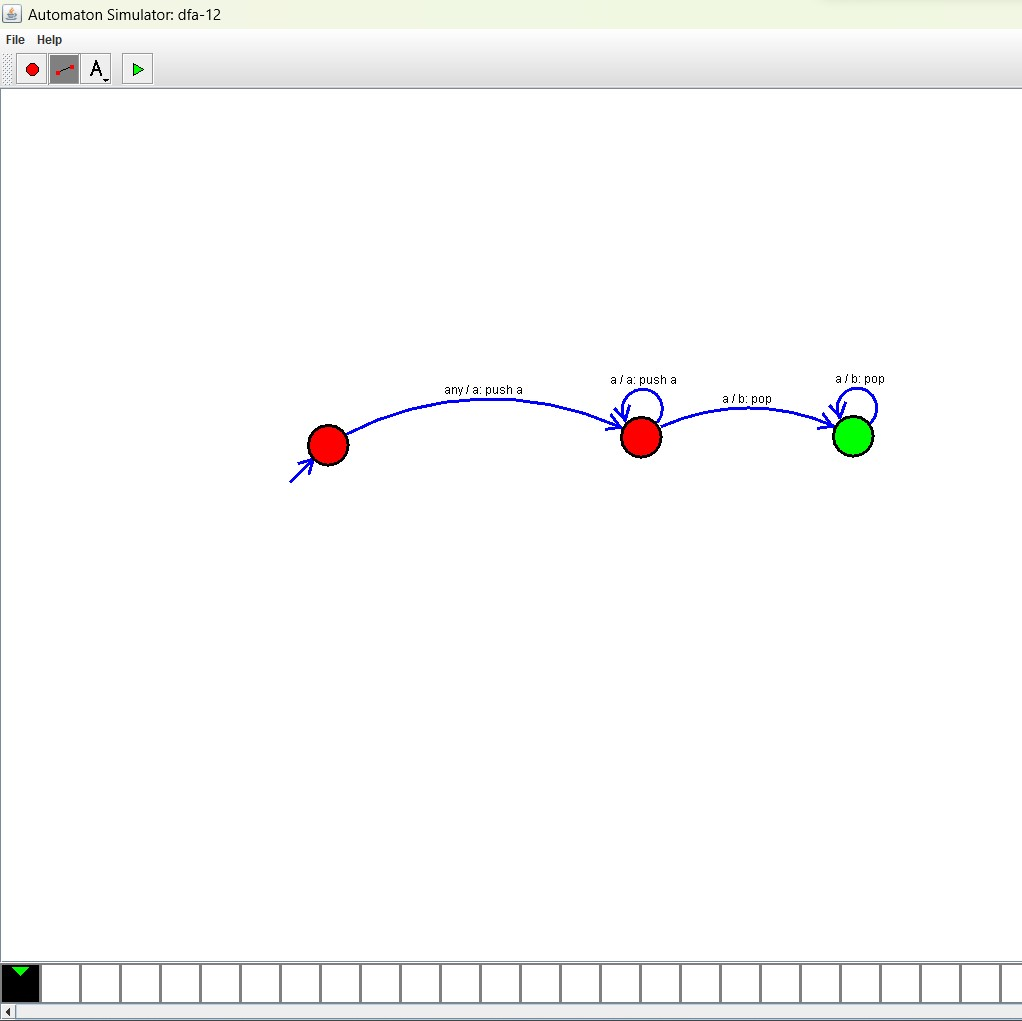 Automaton Simulator: dfa-12
File Help
A
any / a: push a
a / a: push a
a / b: pop
a / b: pop